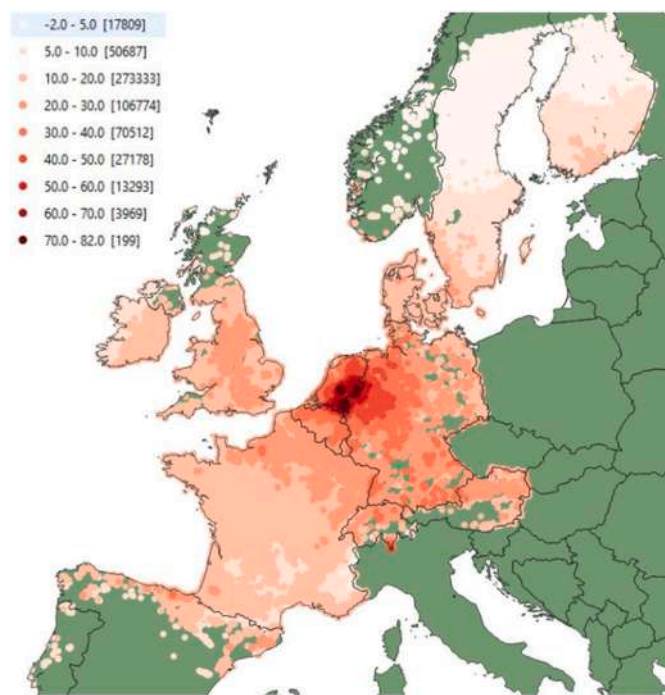 -2.0 - 5.0 [17809]
5.0 - 10.0 [50687]
10.0 - 20.0 [273333]
20.0 - 30.0 [106774]
30.0 - 40.0 [70512]
40.0 - 50.0 [27178]
50.0 - 60.0 [13293]
60.0 - 70.0 [3969]
70.0 - 82.0 [199]